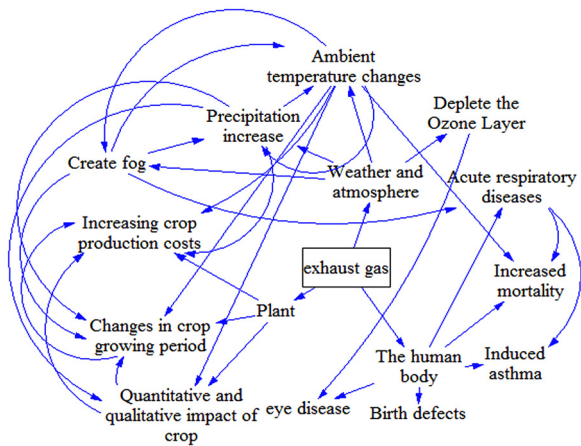 Ambient
temperature changes
Deplete the
Ozone Layer
Precipitation
increase
Create fog
Weather and
atmosphere
Acute respiratory
diseases
Increasing crop
production costs
exhaust gas
Increased
mortality
Plant
Changes in crop
growing period
The human
body
Induced
asthma
Quantitative and
qualitative impact of
crop
eye disease
Birth defects